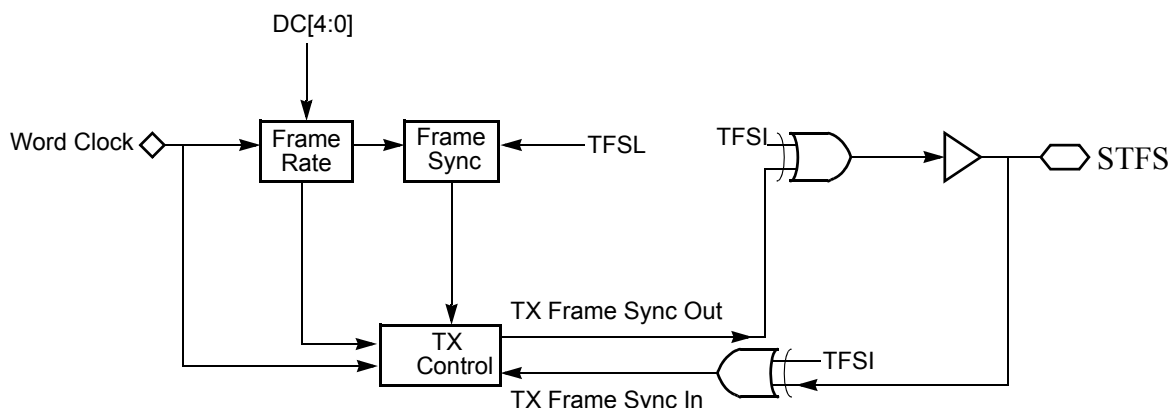 DC[4:0]
Word Clock
Frame
Rate
Frame
Sync
TFSL
TFSI
STFS
TX Frame Sync Out
TX
Control
TFSI
TX Frame Sync In